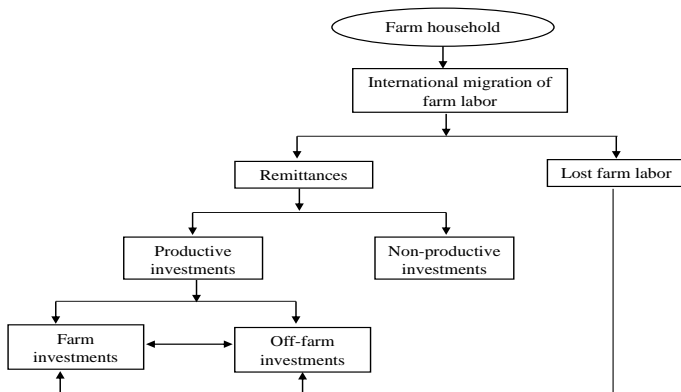 Farm household
International migration of
farm labor
Remittances
Lost farm labor
Productive
investments
Non-productive
investments
Farm
investments
Off-farm
investments